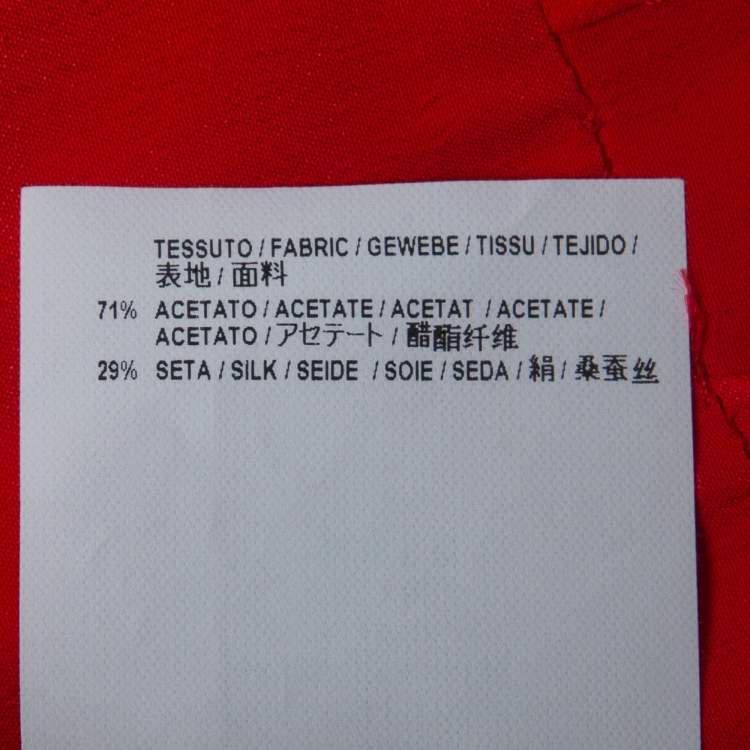 TESSUTO / FABRIC / GEWEBE / TISSU / TEJIDO /
表地 / 面料
71% ACETATO / ACETATE / ACETAT / ACETATE /
ACETATO / アセテート / 醋酯纤维
29% SETA / SILK / SEIDE / SOIE / SEDA / 絹 / 桑蚕丝